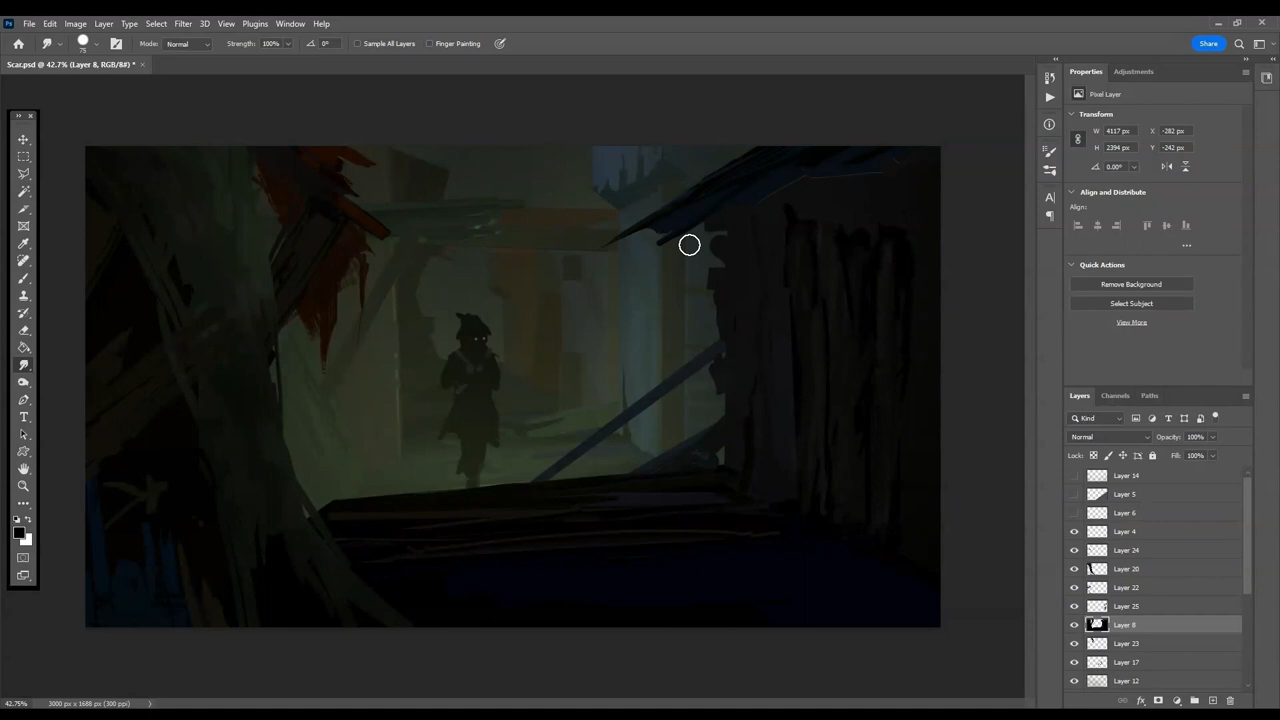 Ps File Edit Image Layer Type Select Filter 3D View Plugins Window Help
75 Mode: Normal Strength: 100% 0° Sample All Layers Finger Painting Share
Scar.psd @ 42.7% (Layer 8, RGB/8#) * ×
Properties Adjustments
Pixel Layer
Transform
W 4117 px X -282 px
H 2394 px Y -242 px
0.00°
Align and Distribute
Align:
Quick Actions
Remove Background
Select Subject
View More
Layers Channels Paths
Kind
Normal Opacity: 100%
Lock: Fill: 100%
Layer 14
Layer 5
Layer 6
Layer 4
Layer 24
Layer 20
Layer 22
Layer 25
Layer 8
Layer 23
Layer 17
Layer 12
42.75% 3000 px x 1688 px (300 ppi)